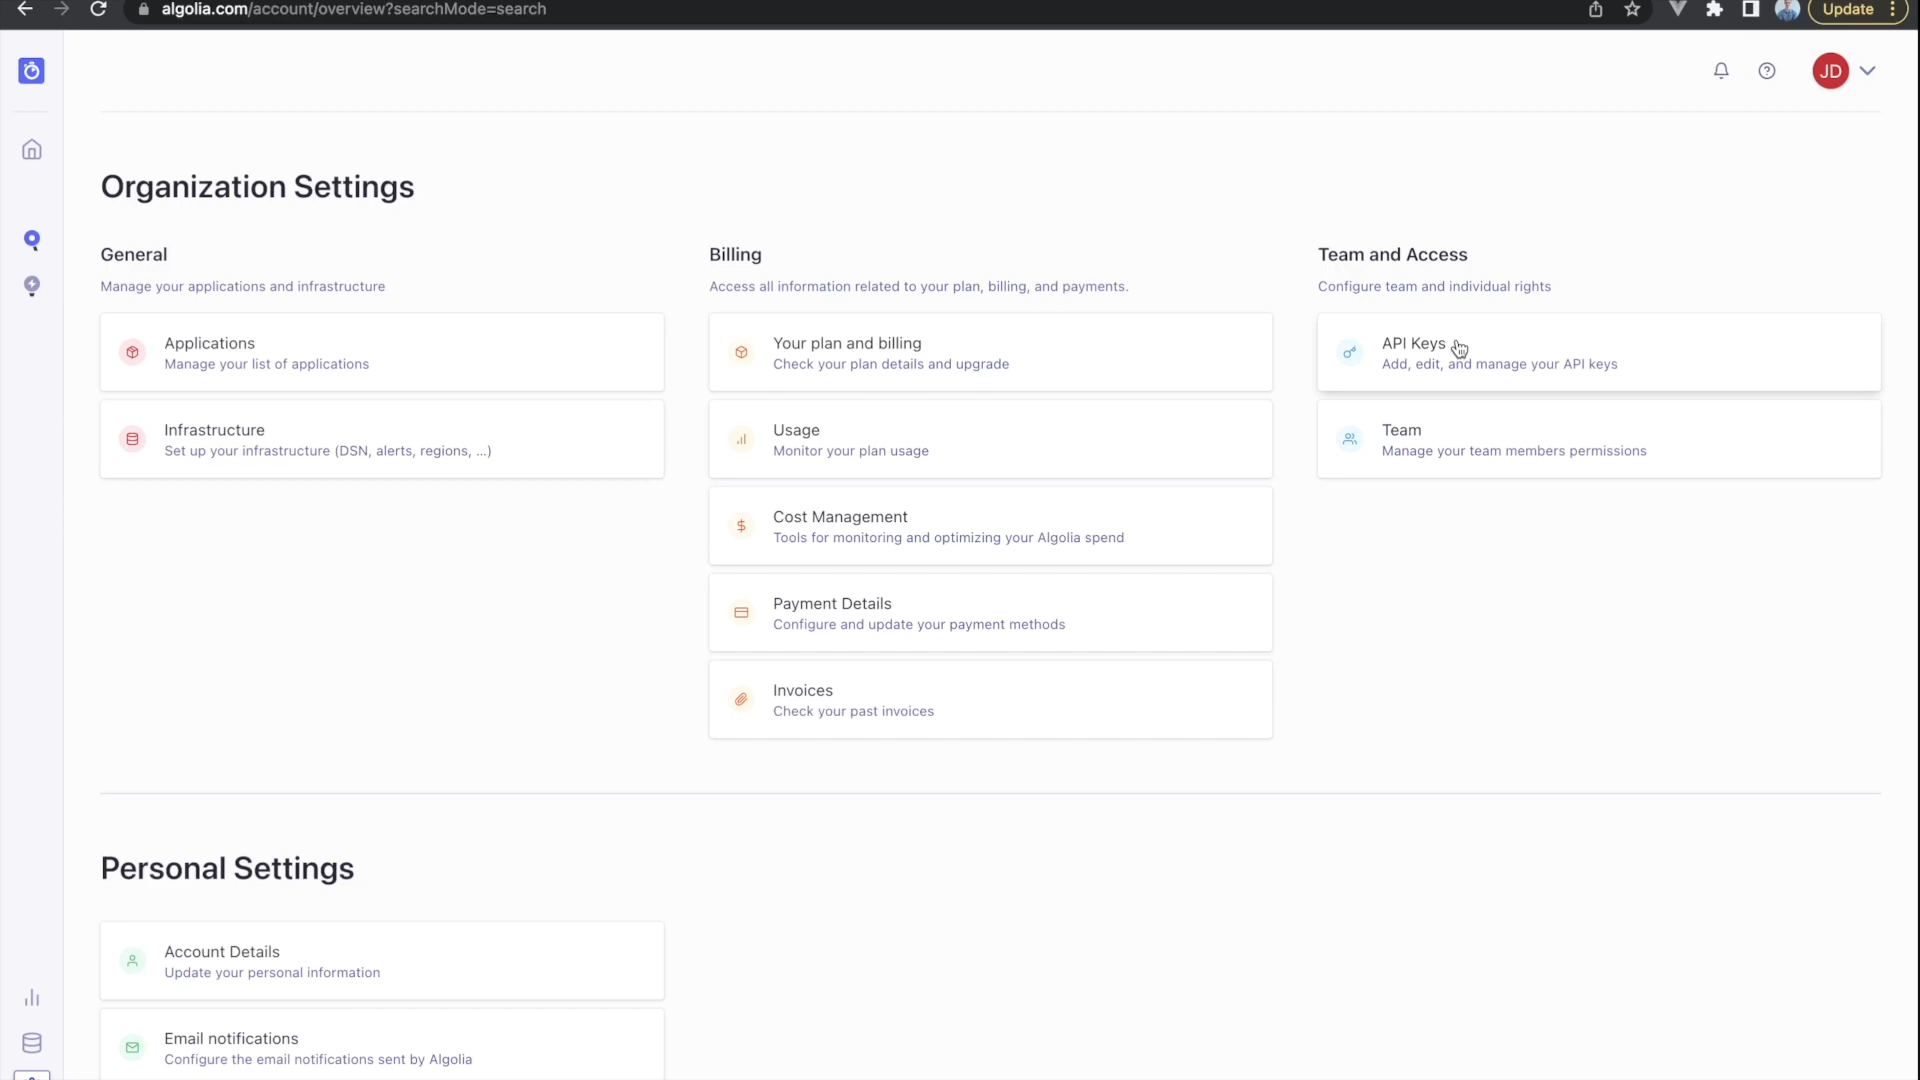 algolia.com/account/overview?searchMode=search
Update
JD
Organization Settings
General
Manage your applications and infrastructure
Applications
Manage your list of applications
Infrastructure
Set up your infrastructure (DSN, alerts, regions, ...)
Billing
Access all information related to your plan, billing, and payments.
Your plan and billing
Check your plan details and upgrade
Usage
Monitor your plan usage
Cost Management
Tools for monitoring and optimizing your Algolia spend
Payment Details
Configure and update your payment methods
Invoices
Check your past invoices
Team and Access
Configure team and individual rights
API Keys
Add, edit, and manage your API keys
Team
Manage your team members permissions
Personal Settings
Account Details
Update your personal information
Email notifications
Configure the email notifications sent by Algolia